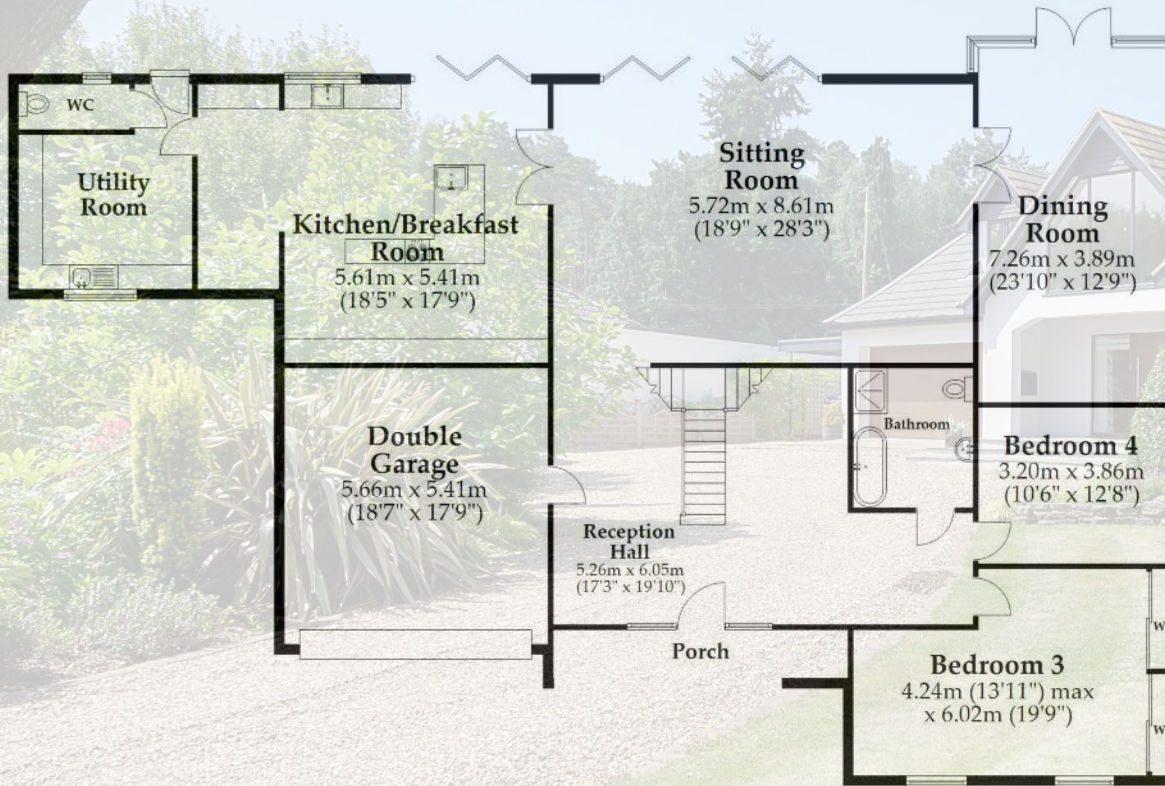 WC
Utility
Room
Kitchen/Breakfast
Room
5.61m x 5.41m
(18'5" x 17'9")
Sitting
Room
5.72m x 8.61m
(18'9" x 28'3")
Dining
Room
7.26m x 3.89m
(23'10" x 12'9")
Double
Garage
5.66m x 5.41m
(18'7" x 17'9")
Bathroom
Bedroom 4
3.20m x 3.86m
(10'6" x 12'8")
Reception
Hall
5.26m x 6.05m
(17'3" x 19'10")
Porch
Bedroom 3
4.24m (13'11") max
x 6.02m (19'9")
W
W